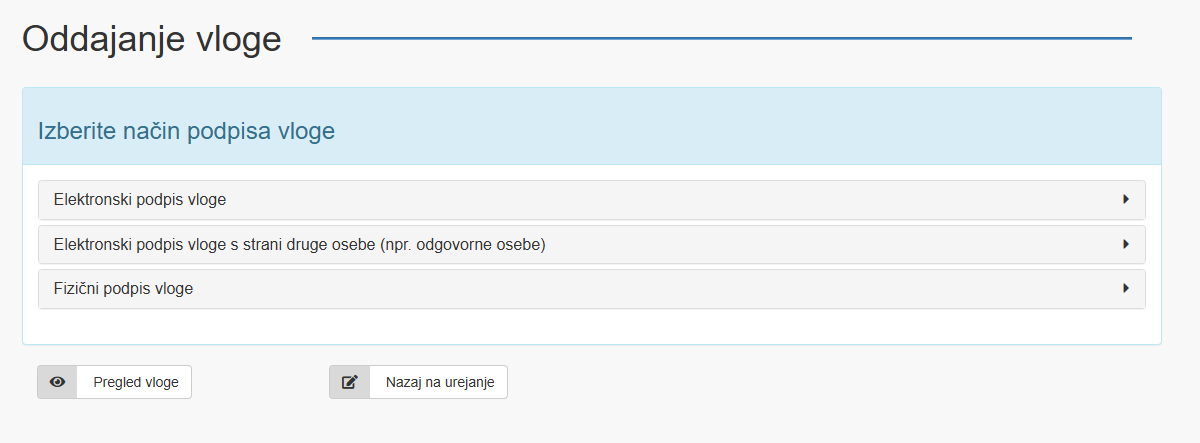 Oddajanje vloge
Izberite način podpisa vloge
Elektronski podpis vloge
Elektronski podpis vloge s strani druge osebe (npr. odgovorne osebe)
Fizični podpis vloge
Pregled vloge
Nazaj na urejanje